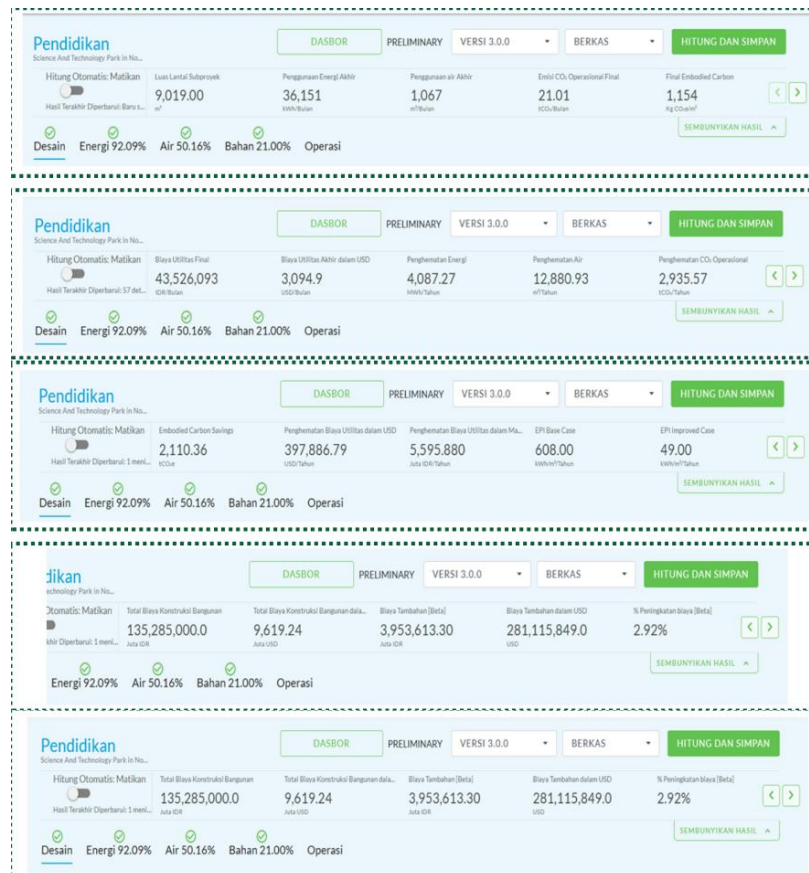 Pendidikan
Science And Technology Park in No...
DASBOR PRELIMINARY VERSI 3.0.0 BERKAS HITUNG DAN SIMPAN
Hitung Otomatis: Matikan Luas Lantai Subproyek Penggunaan Energi Akhir Penggunaan air Akhir Emisi CO₂ Operasional Final Final Embodied Carbon
9,019.00 36,151 1,067 21.01 1,154
Hasil Terakhir Diperbarui: Baru s... m² kWh/Bulan m³/Bulan tCO₂/Bulan Kg CO₂e/m²
SEMBUNYIKAN HASIL
Desain Energi 92.09% Air 50.16% Bahan 21.00% Operasi
Pendidikan
Science And Technology Park in No...
DASBOR PRELIMINARY VERSI 3.0.0 BERKAS HITUNG DAN SIMPAN
Hitung Otomatis: Matikan Biaya Utilitas Final Biaya Utilitas Akhir dalam USD Penghematan Energi Penghematan Air Penghematan CO₂ Operasional
43,526,093 3,094.9 4,087.27 12,880.93 2,935.57
Hasil Terakhir Diperbarui: 57 det... IDR/Bulan USD/Bulan MWh/Tahun m³/Tahun tCO₂/Tahun
SEMBUNYIKAN HASIL
Desain Energi 92.09% Air 50.16% Bahan 21.00% Operasi
Pendidikan
Science And Technology Park in No...
DASBOR PRELIMINARY VERSI 3.0.0 BERKAS HITUNG DAN SIMPAN
Hitung Otomatis: Matikan Embodied Carbon Savings Penghematan Biaya Utilitas dalam USD Penghematan Biaya Utilitas dalam Ma... EPI Base Case EPI Improved Case
2,110.36 397,886.79 5,595.880 608.00 49.00
Hasil Terakhir Diperbarui: 1 meni... tCO₂e USD/Tahun Juta IDR/Tahun kWh/m²/Tahun kWh/m²/Tahun
SEMBUNYIKAN HASIL
Desain Energi 92.09% Air 50.16% Bahan 21.00% Operasi
dikan
echnology Park in No...
DASBOR PRELIMINARY VERSI 3.0.0 BERKAS HITUNG DAN SIMPAN
Otomatis: Matikan Total Biaya Konstruksi Bangunan Total Biaya Konstruksi Bangunan dala... Biaya Tambahan [Beta] Biaya Tambahan dalam USD % Peningkatan biaya [Beta]
135,285,000.0 9,619.24 3,953,613.30 281,115,849.0 2.92%
khir Diperbarui: 1 meni... Juta IDR Juta USD Juta IDR USD
SEMBUNYIKAN HASIL
Energi 92.09% Air 50.16% Bahan 21.00% Operasi
Pendidikan
Science And Technology Park in No...
DASBOR PRELIMINARY VERSI 3.0.0 BERKAS HITUNG DAN SIMPAN
Hitung Otomatis: Matikan Total Biaya Konstruksi Bangunan Total Biaya Konstruksi Bangunan dala... Biaya Tambahan [Beta] Biaya Tambahan dalam USD % Peningkatan biaya [Beta]
135,285,000.0 9,619.24 3,953,613.30 281,115,849.0 2.92%
Hasil Terakhir Diperbarui: 1 meni... Juta IDR Juta USD Juta IDR USD
SEMBUNYIKAN HASIL
Desain Energi 92.09% Air 50.16% Bahan 21.00% Operasi